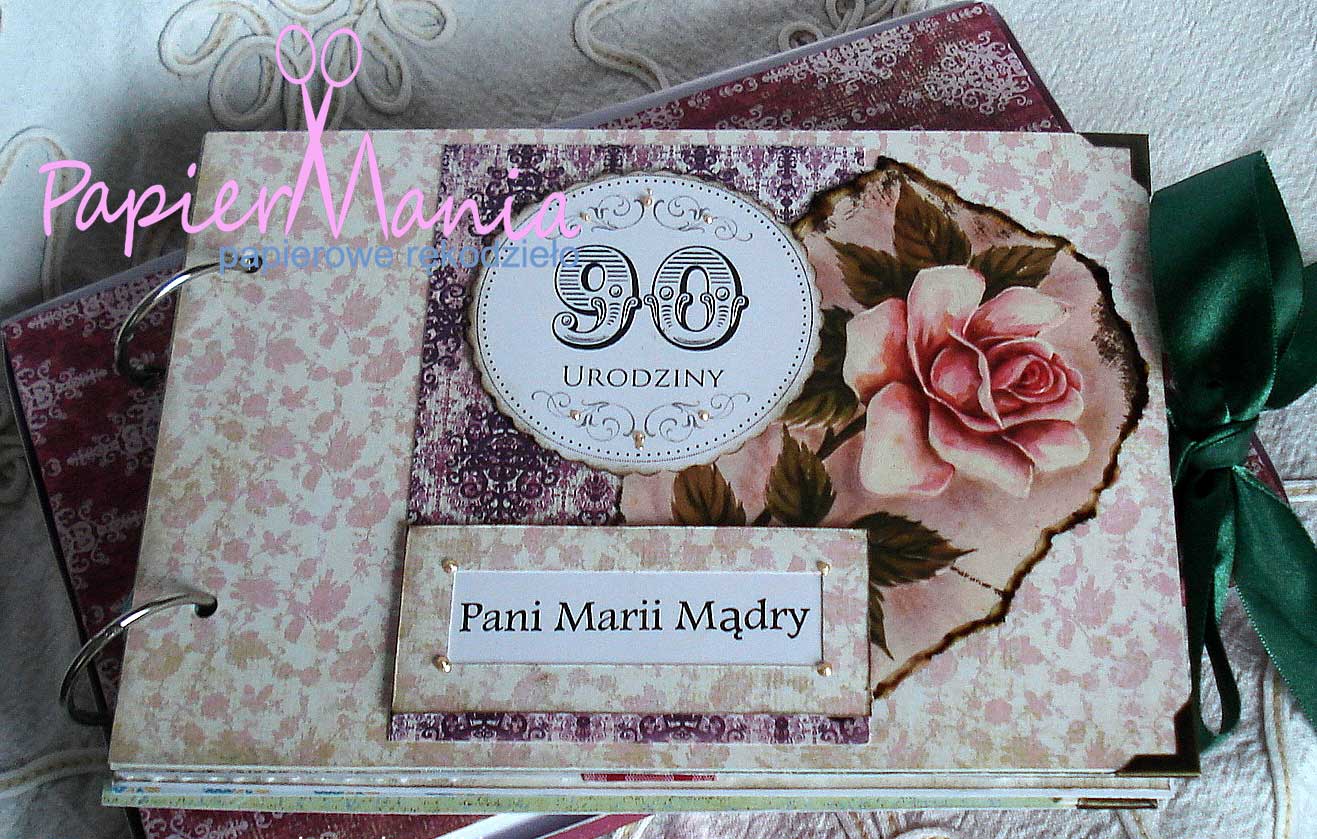 PapierMania
papierowe rękodzieło
90
URODZINY
Pani Marii Mądry